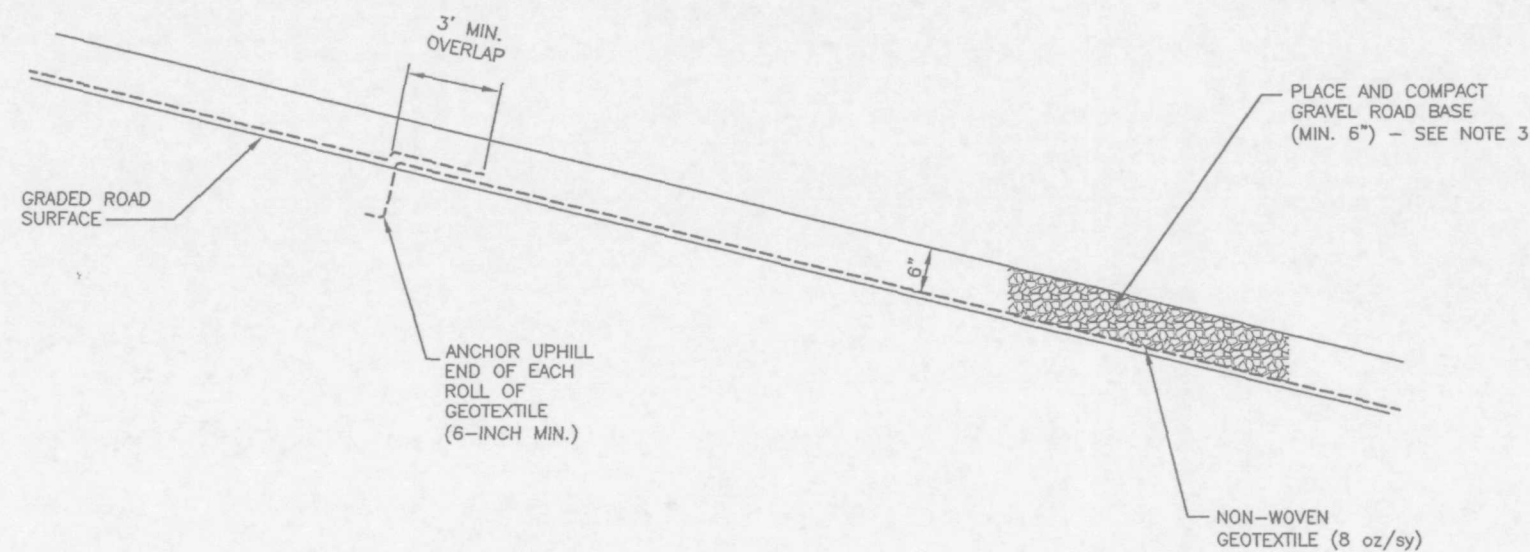 3' MIN.
OVERLAP
PLACE AND COMPACT
GRAVEL ROAD BASE
(MIN. 6") – SEE NOTE 3
GRADED ROAD
SURFACE
6"
ANCHOR UPHILL
END OF EACH
ROLL OF
GEOTEXTILE
(6–INCH MIN.)
NON–WOVEN
GEOTEXTILE (8 oz/sy)